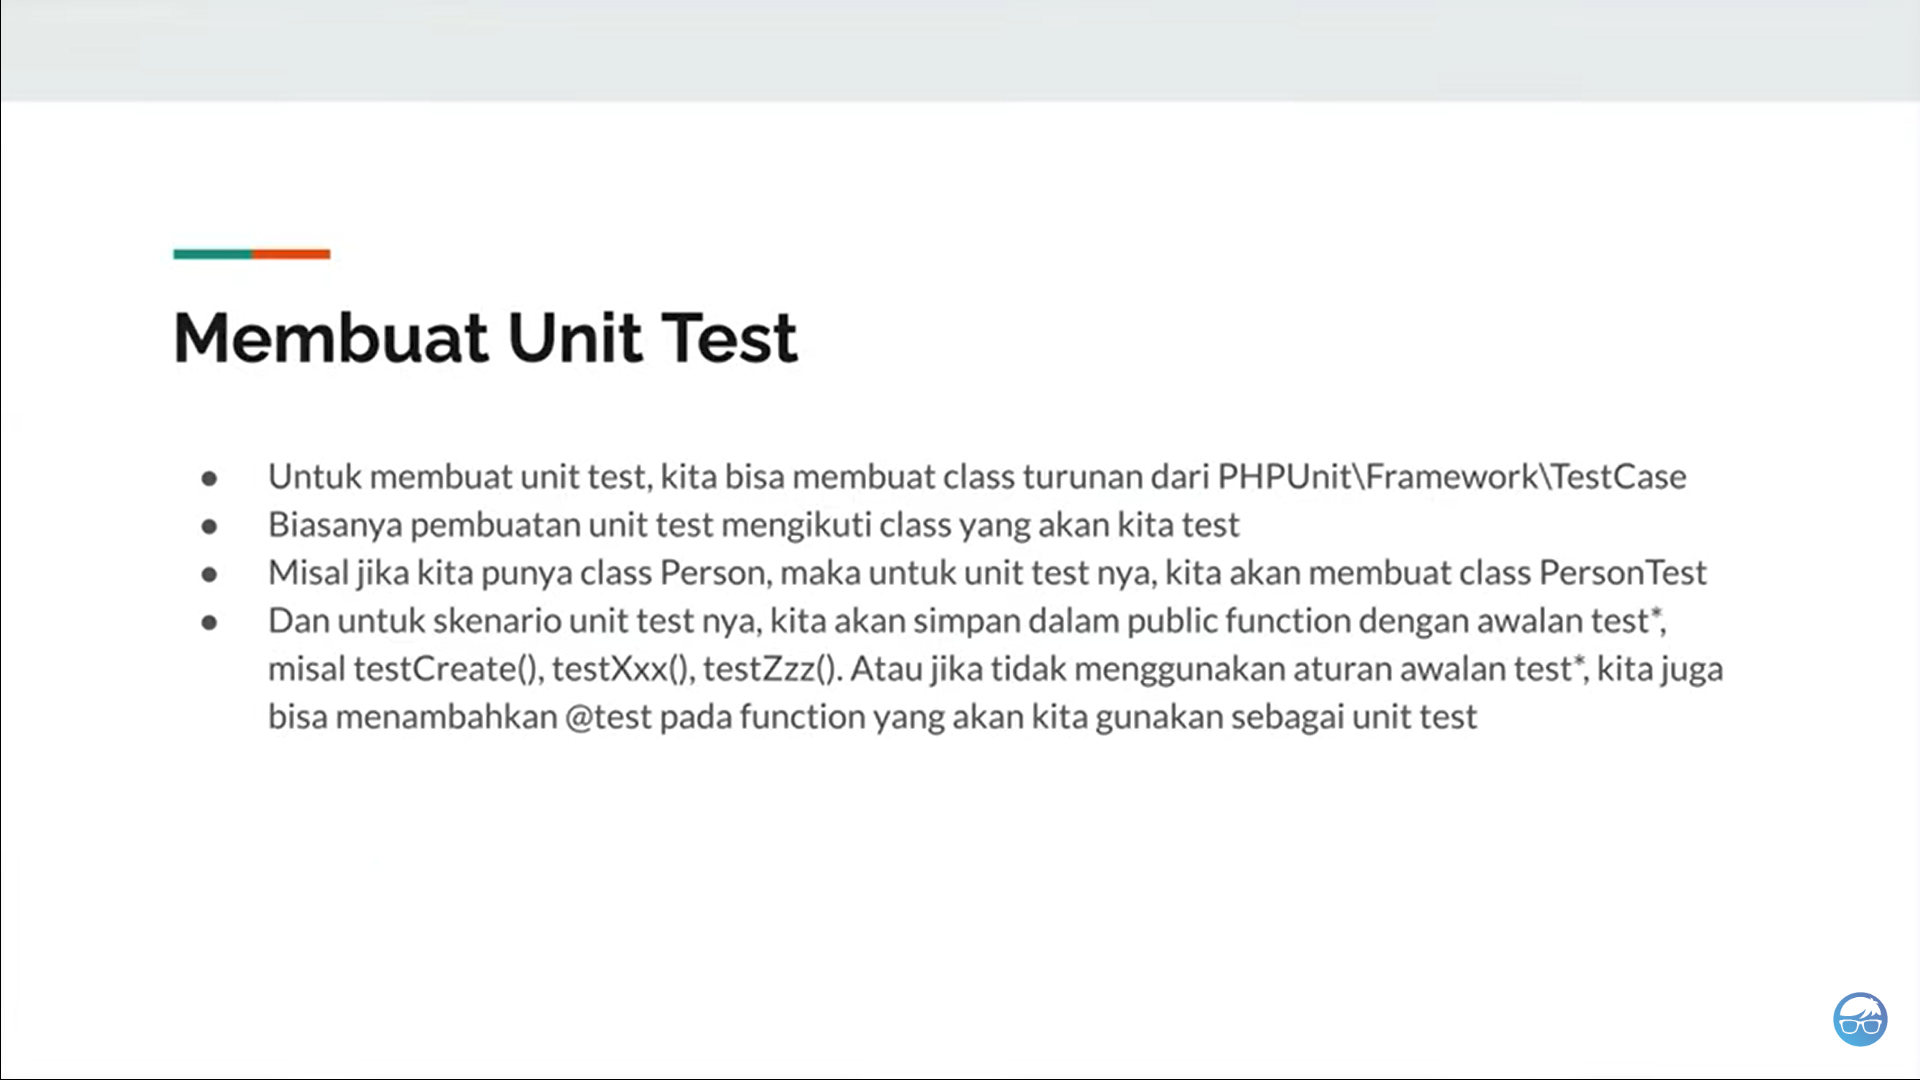 Membuat Unit Test
● Untuk membuat unit test, kita bisa membuat class turunan dari PHPUnit\Framework\TestCase
● Biasanya pembuatan unit test mengikuti class yang akan kita test
● Misal jika kita punya class Person, maka untuk unit test nya, kita akan membuat class PersonTest
● Dan untuk skenario unit test nya, kita akan simpan dalam public function dengan awalan test*,
misal testCreate(), testXxx(), testZzz(). Atau jika tidak menggunakan aturan awalan test*, kita juga
bisa menambahkan @test pada function yang akan kita gunakan sebagai unit test